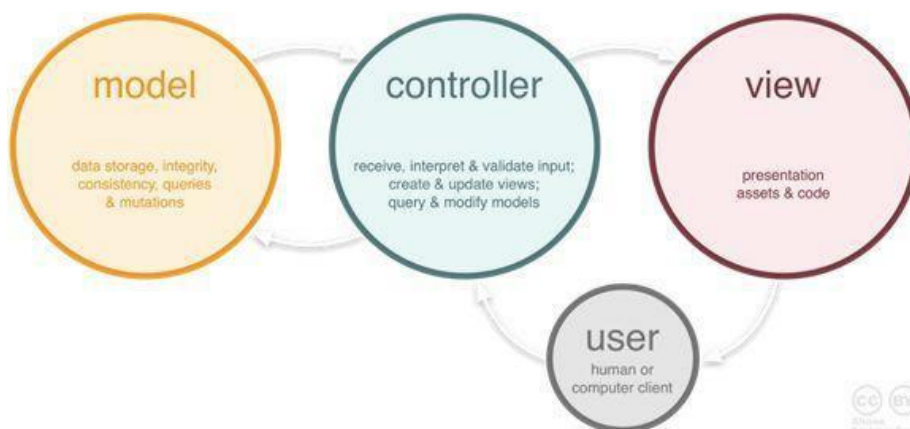 model
data storage, integrity,
consistency, queries
& mutations
controller
receive, interpret & validate input;
create & update views;
query & modify models
view
presentation
assets & code
user
human or
computer client
cc